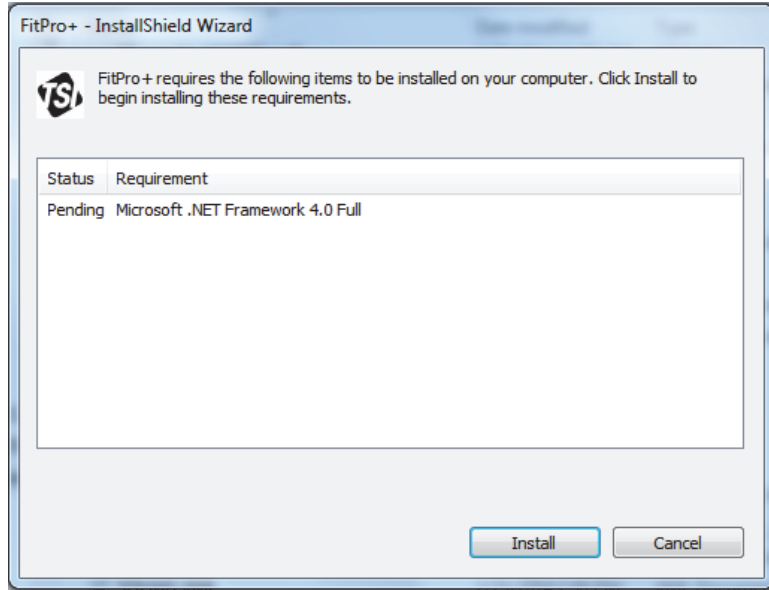 FitPro+ - InstallShield Wizard
TSI
FitPro+ requires the following items to be installed on your computer. Click Install to
begin installing these requirements.
Status Requirement
Pending Microsoft .NET Framework 4.0 Full
Install Cancel